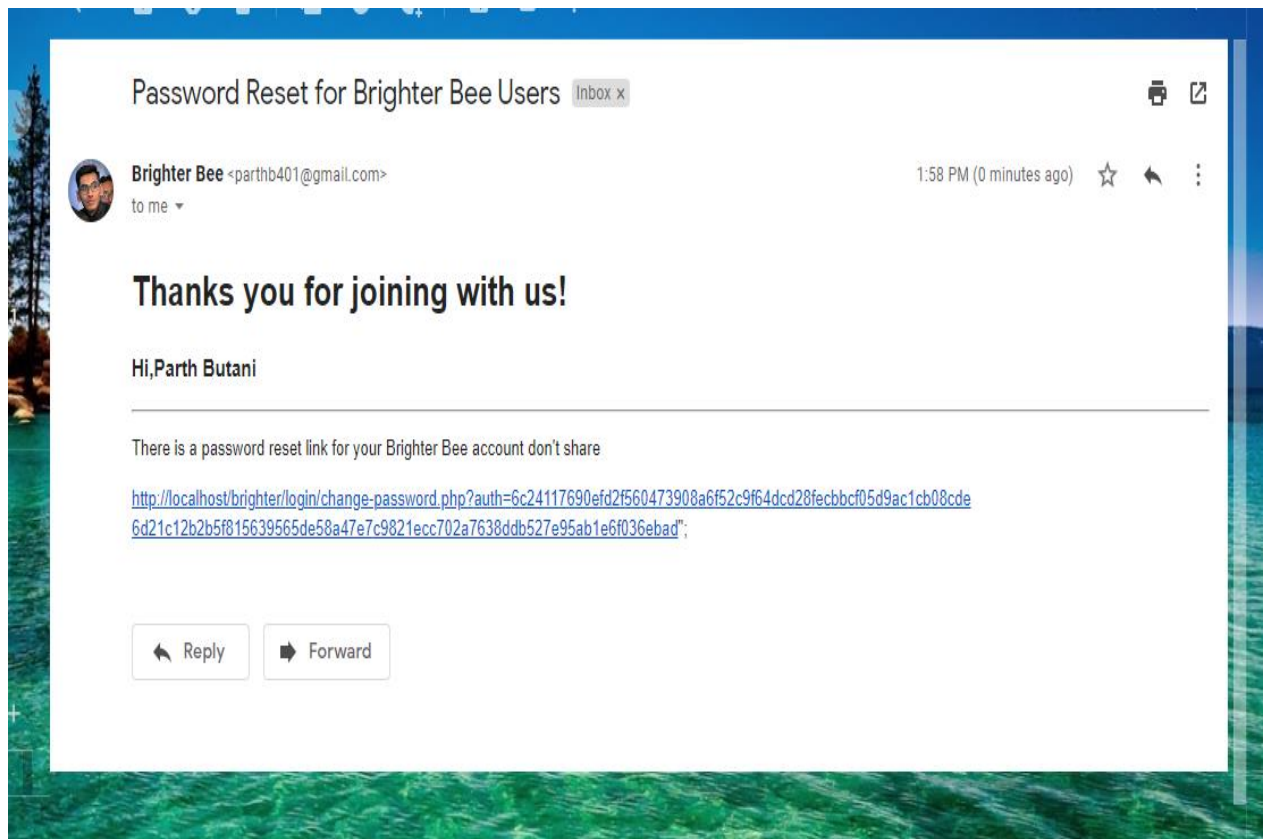 Password Reset for Brighter Bee Users Inbox x
Brighter Bee <parthb401@gmail.com> 1:58 PM (0 minutes ago)
to me
Thanks you for joining with us!
Hi,Parth Butani
There is a password reset link for your Brighter Bee account don't share
http://localhost/brighter/login/change-password.php?auth=6c24117690efd2f560473908a6f52c9f64dcd28fecbbcf05d9ac1cb08cde
6d21c12b2b5f815639565de58a47e7c9821ecc702a7638ddb527e95ab1e6f036ebad";
Reply Forward